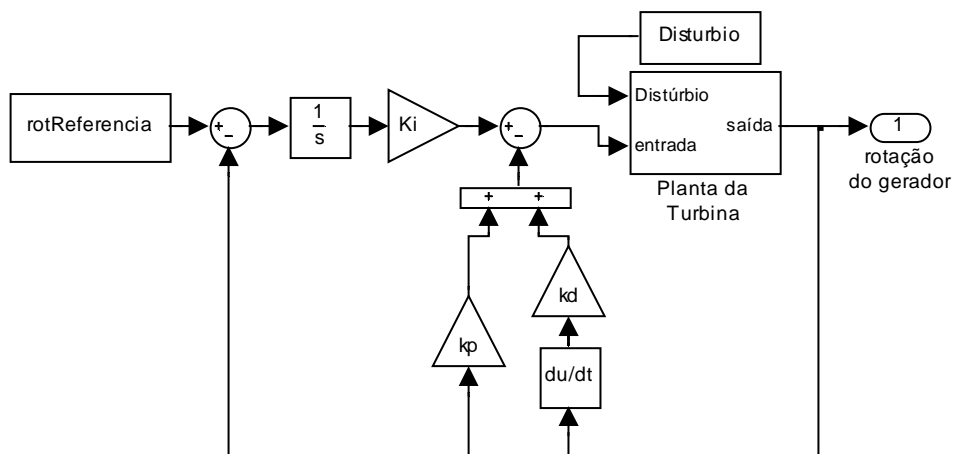 Disturbio
rotReferencia
+
−
1
s
Ki
+
−
Distúrbio
entrada
saída
Planta da
Turbina
1
rotação
do gerador
+ +
kp
kd
du/dt